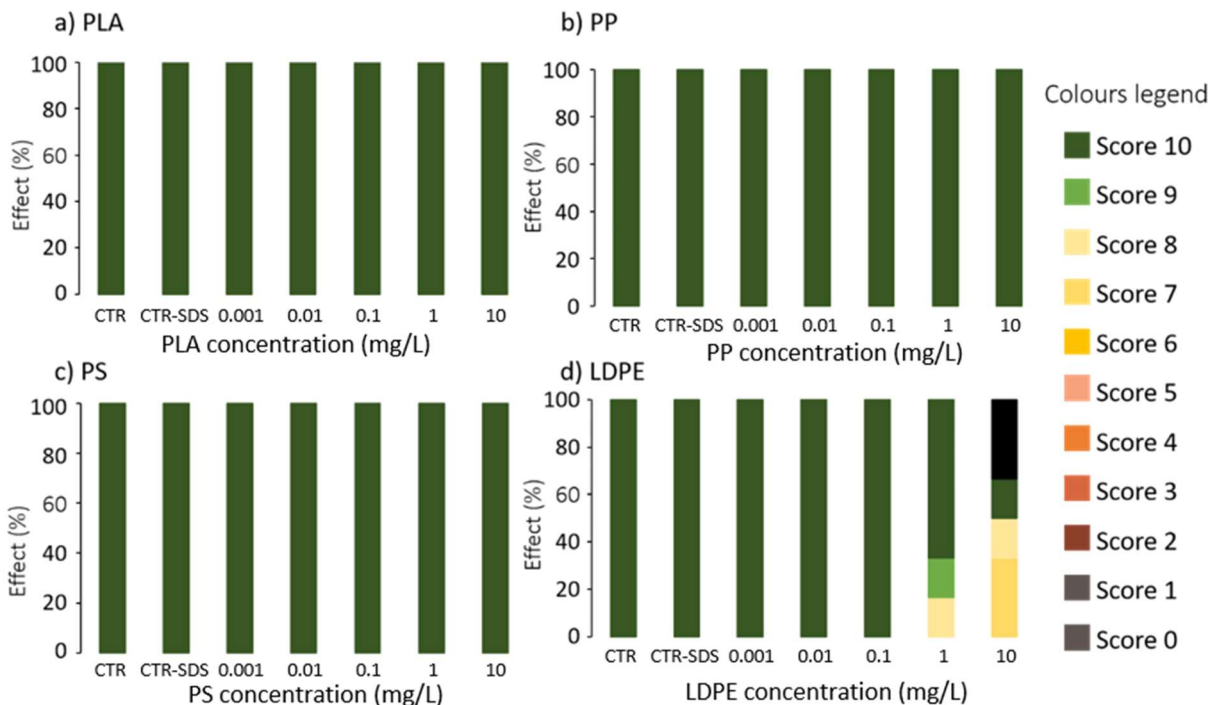 a) PLA
Effect (%)
100
80
60
40
20
0
CTR CTR-SDS 0.001 0.01 0.1 1 10
PLA concentration (mg/L)
b) PP
Effect (%)
100
80
60
40
20
0
CTR CTR-SDS 0.001 0.01 0.1 1 10
PP concentration (mg/L)
c) PS
Effect (%)
100
80
60
40
20
0
CTR CTR-SDS 0.001 0.01 0.1 1 10
PS concentration (mg/L)
d) LDPE
Effect (%)
100
80
60
40
20
0
CTR CTR-SDS 0.001 0.01 0.1 1 10
LDPE concentration (mg/L)
Colours legend
Score 10
Score 9
Score 8
Score 7
Score 6
Score 5
Score 4
Score 3
Score 2
Score 1
Score 0